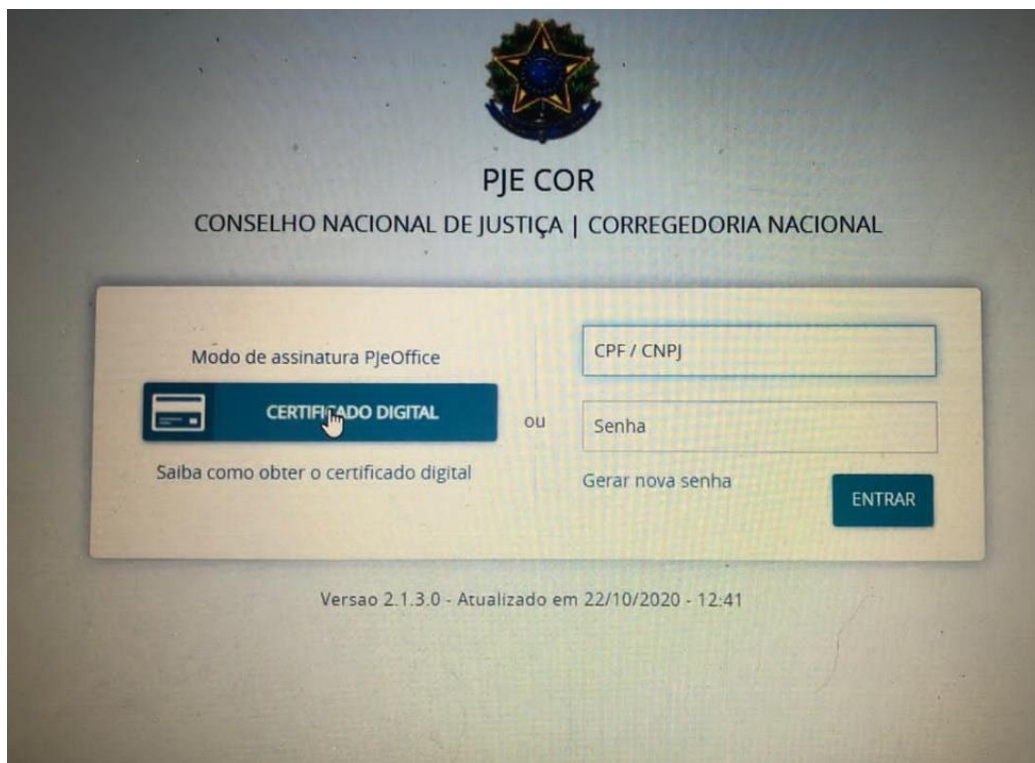 PJE COR
CONSELHO NACIONAL DE JUSTIÇA | CORREGEDORIA NACIONAL
Modo de assinatura PJeOffice
CERTIFICADO DIGITAL
Saiba como obter o certificado digital
ou
CPF / CNPJ
Senha
Gerar nova senha
ENTRAR
Versao 2.1.3.0 - Atualizado em 22/10/2020 - 12:41